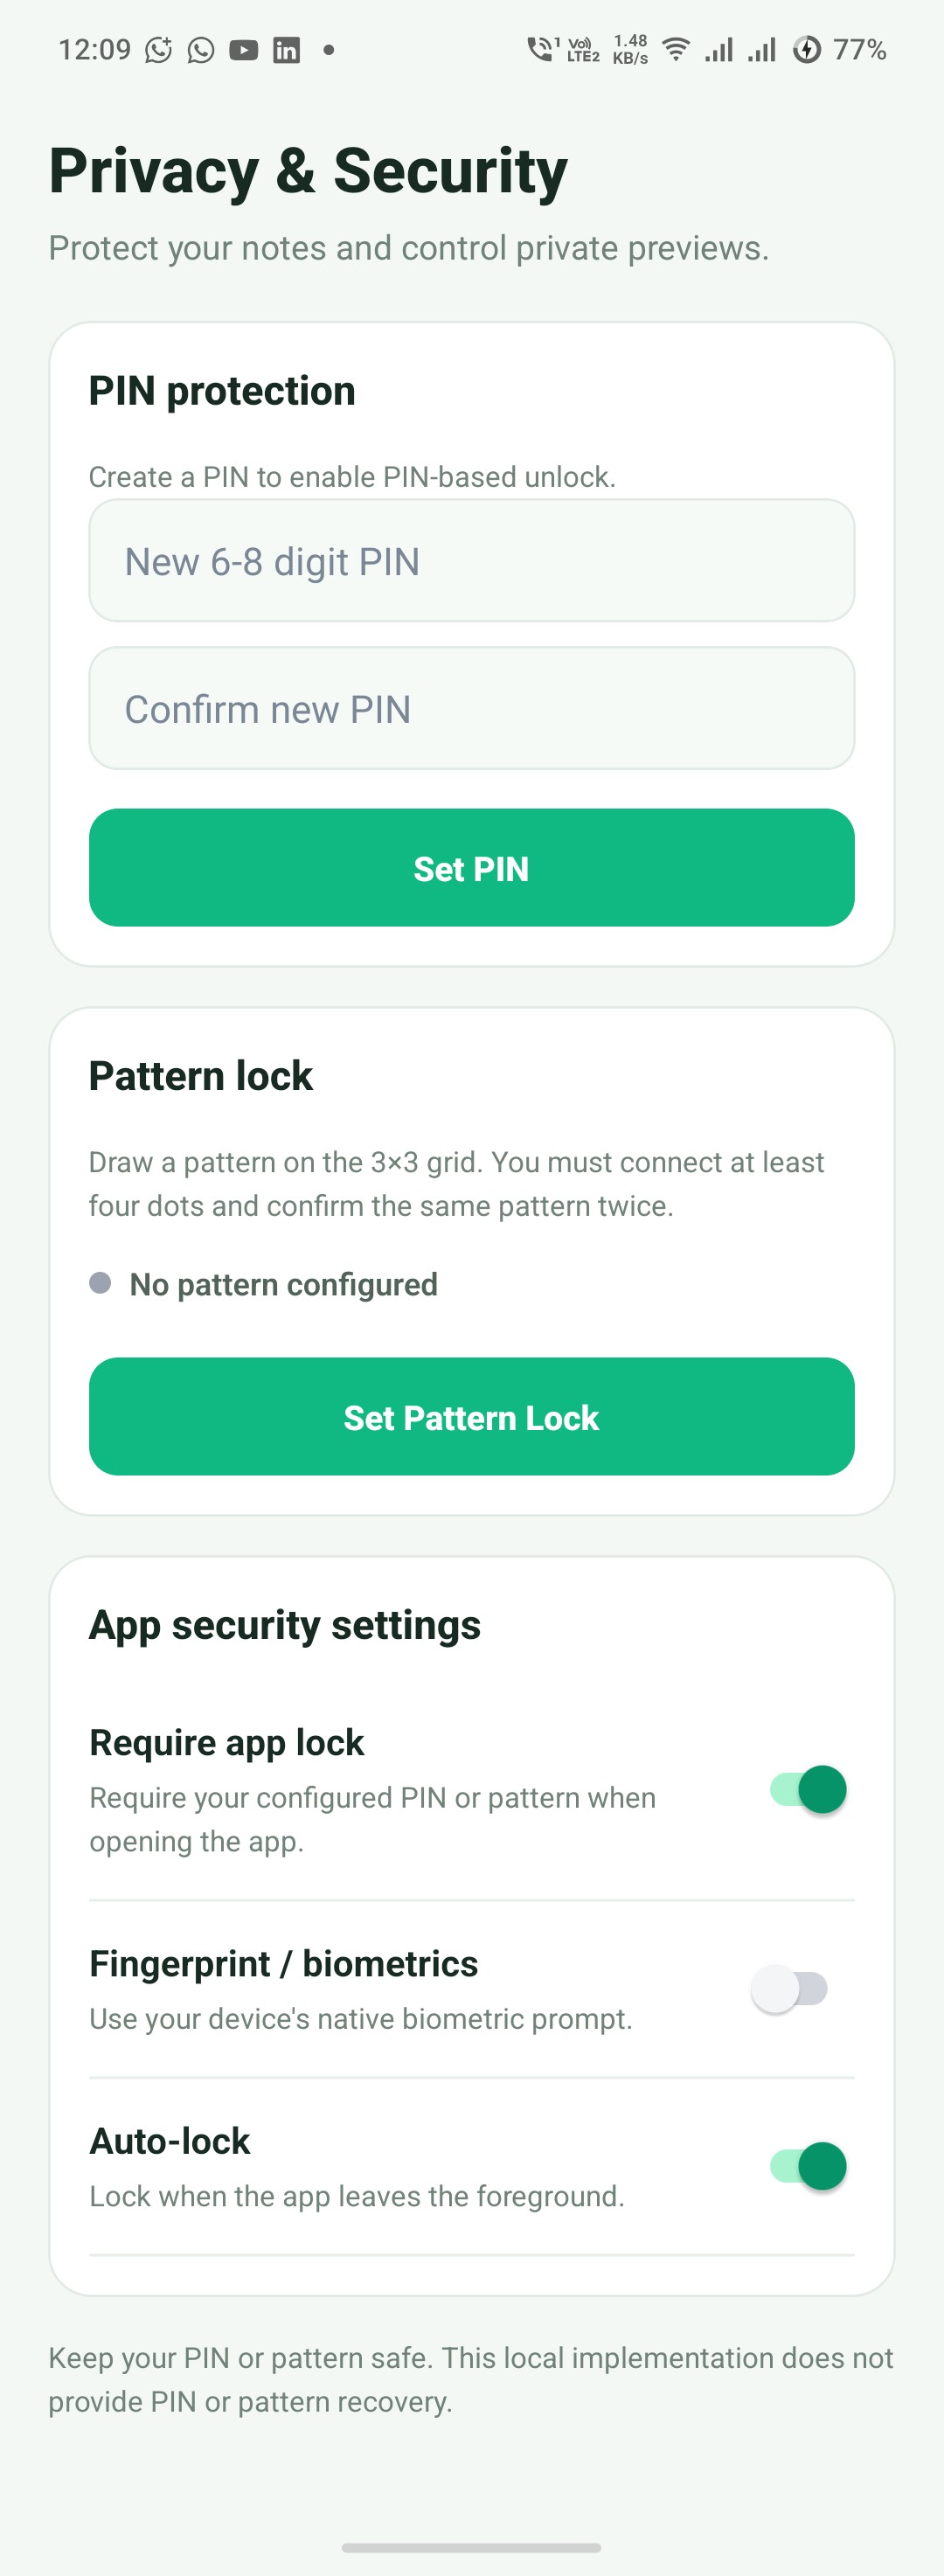 12:09
1
Vo))
LTE2
1.48
KB/s
77%
Privacy & Security
Protect your notes and control private previews.
PIN protection
Create a PIN to enable PIN-based unlock.
New 6-8 digit PIN
Confirm new PIN
Set PIN
Pattern lock
Draw a pattern on the 3×3 grid. You must connect at least
four dots and confirm the same pattern twice.
No pattern configured
Set Pattern Lock
App security settings
Require app lock
Require your configured PIN or pattern when
opening the app.
Fingerprint / biometrics
Use your device's native biometric prompt.
Auto-lock
Lock when the app leaves the foreground.
Keep your PIN or pattern safe. This local implementation does not
provide PIN or pattern recovery.